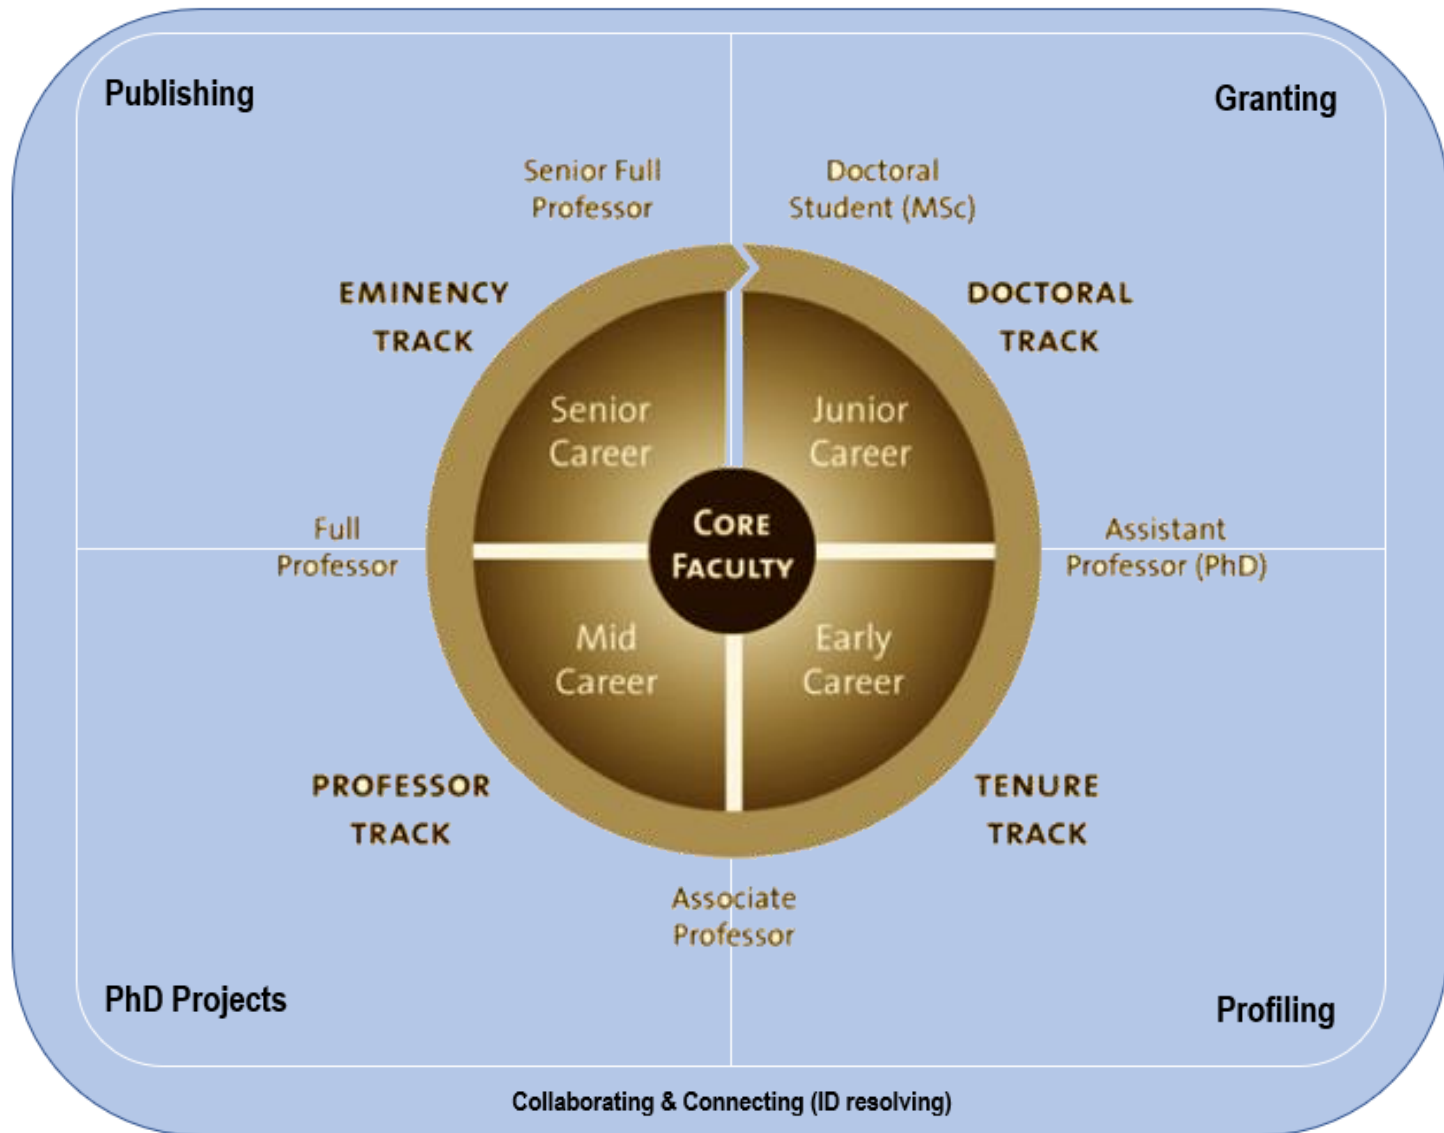 Publishing
Granting
Senior Full
Professor
Doctoral
Student (MSc)
EMINENCY
TRACK
DOCTORAL
TRACK
Senior
Career
Junior
Career
Full
Professor
CORE
FACULTY
Assistant
Professor (PhD)
Mid
Career
Early
Career
PROFESSOR
TRACK
TENURE
TRACK
Associate
Professor
PhD Projects
Profiling
Collaborating & Connecting (ID resolving)